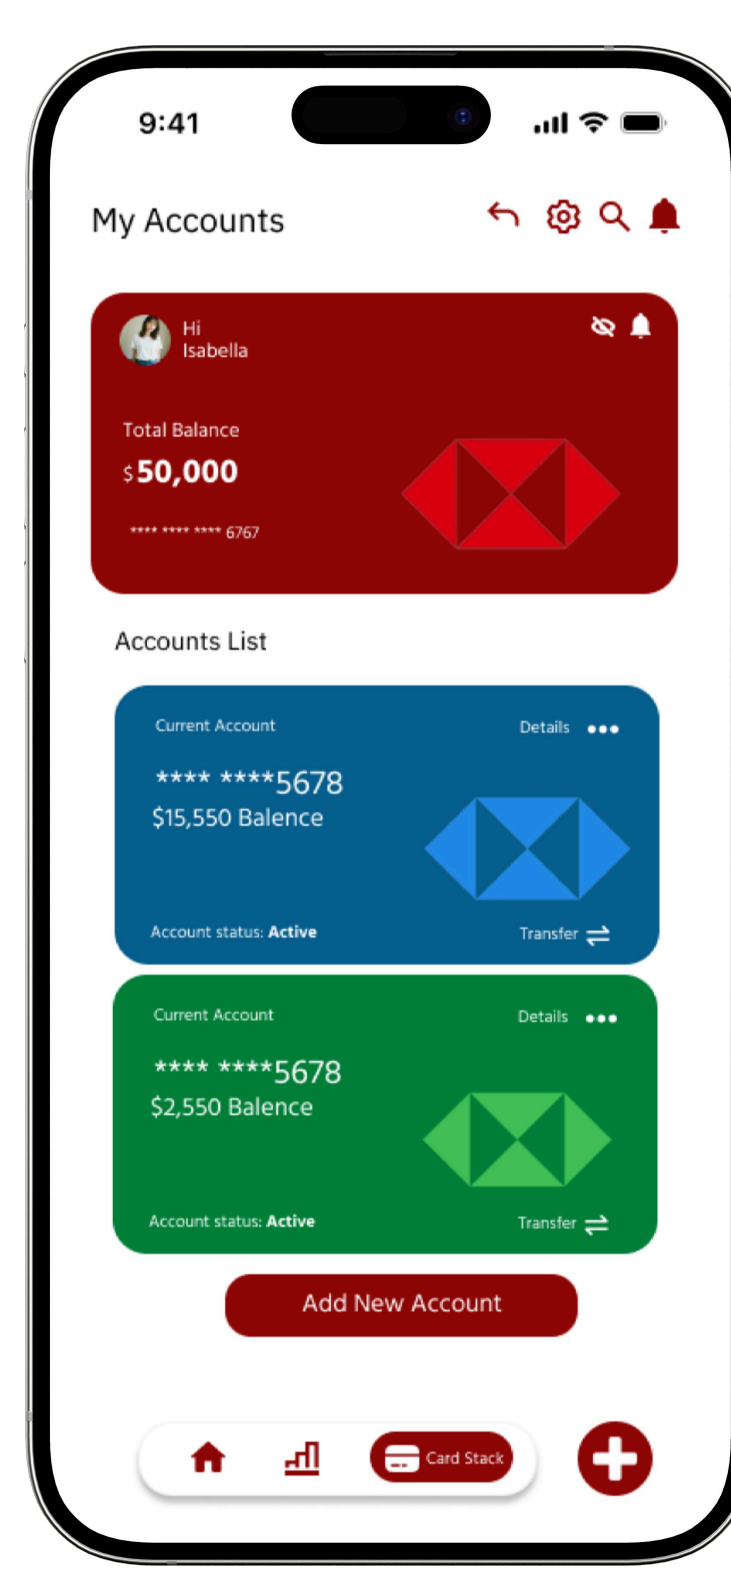 9:41
My Accounts
Hi
Isabella
Total Balance
$50,000
**** **** **** 6767
Accounts List
Current Account
Details
**** ****5678
$15,550 Balence
Account status: Active
Transfer
Current Account
Details
**** ****5678
$2,550 Balence
Account status: Active
Transfer
Add New Account
Card Stack